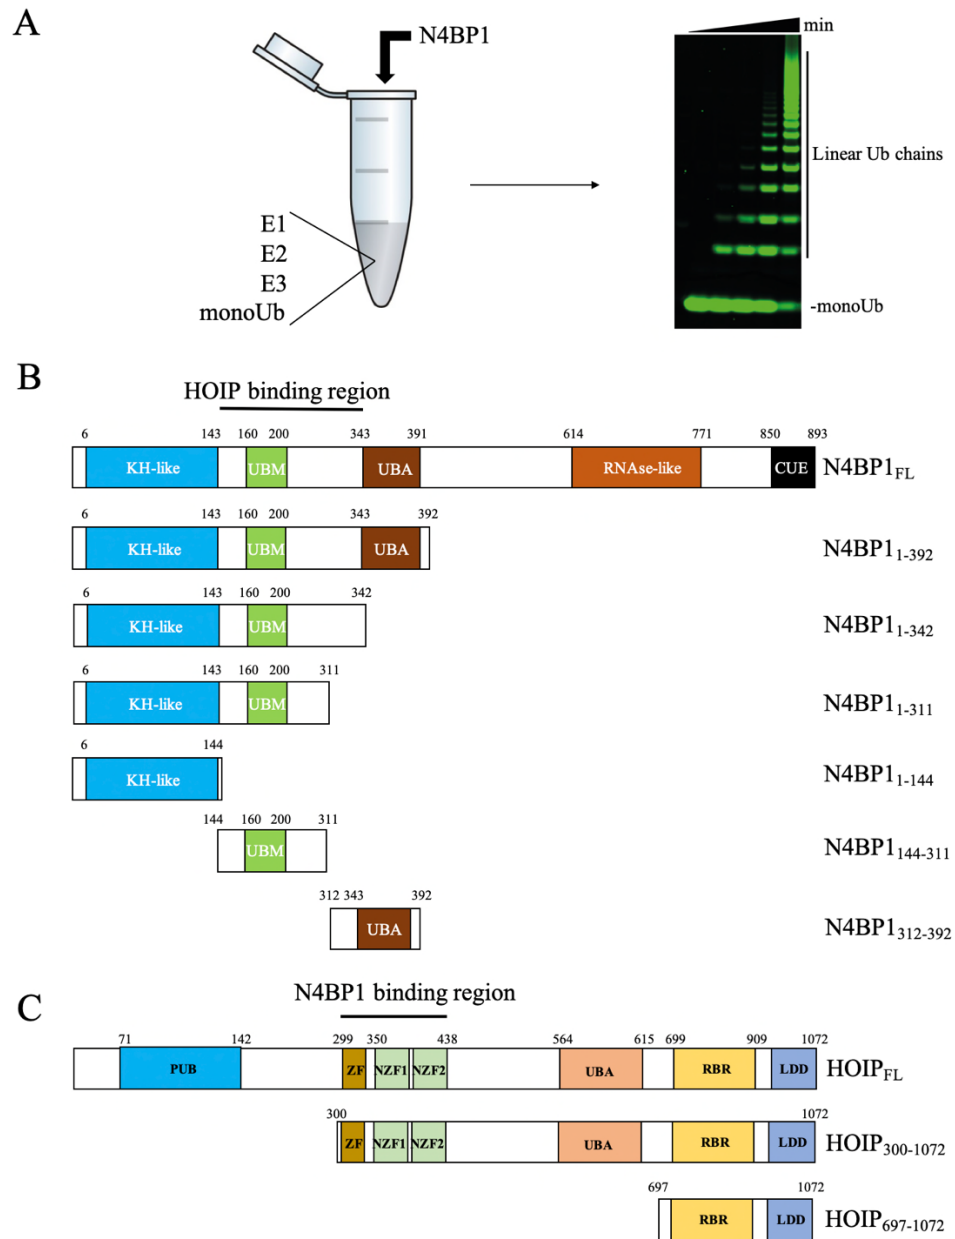 A
N4BP1
min
E1
E2
E3
monoUb
Linear Ub chains
-monoUb
B
HOIP binding region
6 143 160 200 343 391 614 771 850 893
KH-like UBM UBA RNAse-like CUE N4BP1FL
6 143 160 200 343 392
KH-like UBM UBA N4BP11-392
6 143 160 200 342
KH-like UBM N4BP11-342
6 143 160 200 311
KH-like UBM N4BP11-311
6 144
KH-like N4BP11-144
144 160 200 311
UBM N4BP1144-311
312 343 392
UBA N4BP1312-392
C
N4BP1 binding region
71 142 299 350 438 564 615 699 909 1072
PUB ZF NZF1 NZF2 UBA RBR LDD HOIPFL
300 1072
ZF NZF1 NZF2 UBA RBR LDD HOIP300-1072
697 1072
RBR LDD HOIP697-1072